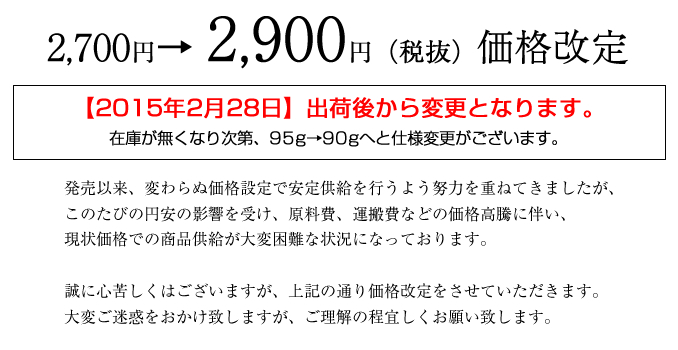 2,700円→ 2,900円（税抜）価格改定
【2015年2月28日】出荷後から変更となります。
在庫が無くなり次第、95g→90gへと仕様変更がございます。
発売以来、変わらぬ価格設定で安定供給を行うよう努力を重ねてきましたが、
このたびの円安の影響を受け、原料費、運搬費などの価格高騰に伴い、
現状価格での商品供給が大変困難な状況になっております。
誠に心苦しくはございますが、上記の通り価格改定をさせていただきます。
大変ご迷惑をおかけ致しますが、ご理解の程宜しくお願い致します。